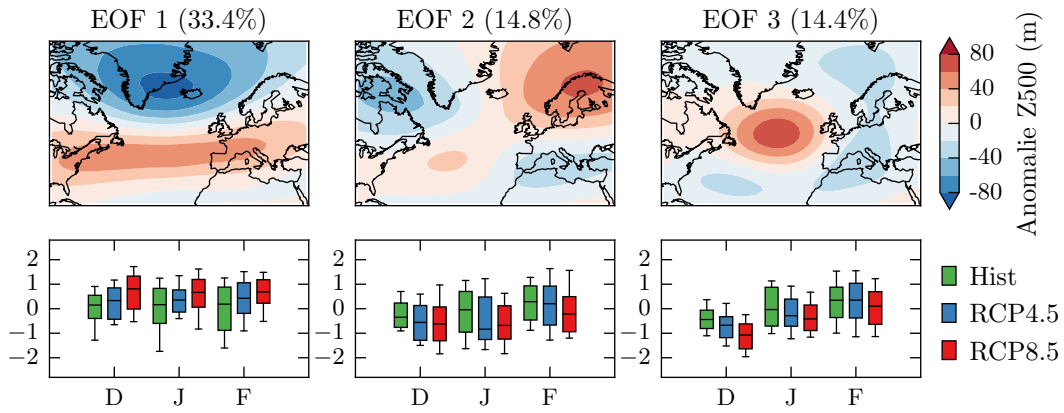 EOF 1 (33.4%) EOF 2 (14.8%) EOF 3 (14.4%)
80
40
0
-40
-80
Anomalie Z500 (m)
2 2 2
1 1 1
0 0 0
−1 −1 −1
−2 −2 −2
D J F D J F D J F
Hist
RCP4.5
RCP8.5